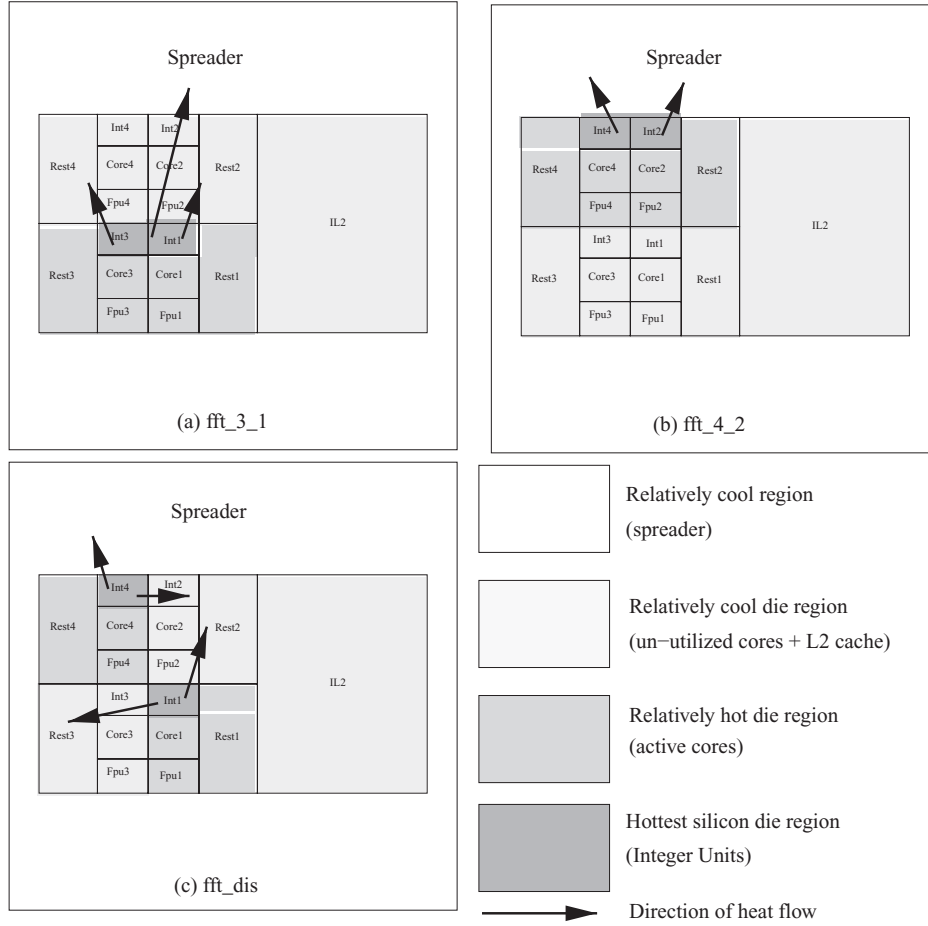 Spreader
Int4 Int2
Rest4 Core4 Core2 Rest2
Fpu4 Fpu2
IL2
Int3 Int1
Rest3 Core3 Core1 Rest1
Fpu3 Fpu1
(a) fft_3_1
Spreader
Int4 Int2
Rest4 Core4 Core2 Rest2
Fpu4 Fpu2
IL2
Int3 Int1
Rest3 Core3 Core1 Rest1
Fpu3 Fpu1
(b) fft_4_2
Spreader
Int4 Int2
Rest4 Core4 Core2 Rest2
Fpu4 Fpu2
IL2
Int3 Int1
Rest3 Core3 Core1 Rest1
Fpu3 Fpu1
(c) fft_dis
Relatively cool region
(spreader)
Relatively cool die region
(un−utilized cores + L2 cache)
Relatively hot die region
(active cores)
Hottest silicon die region
(Integer Units)
Direction of heat flow